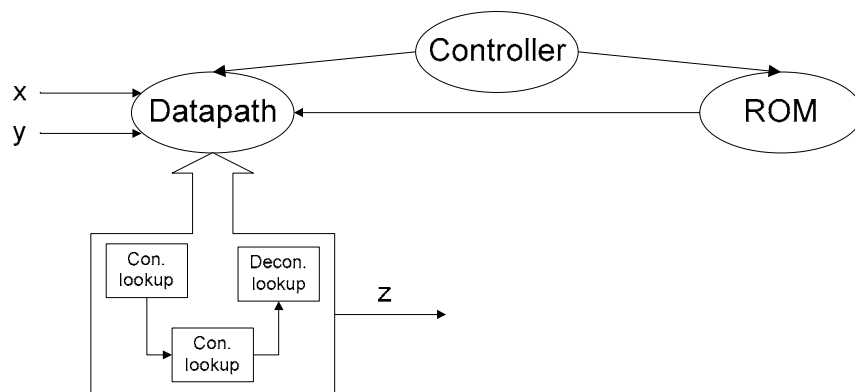 Controller
x
Datapath
ROM
y
Con.
lookup
Decon.
lookup
z
Con.
lookup